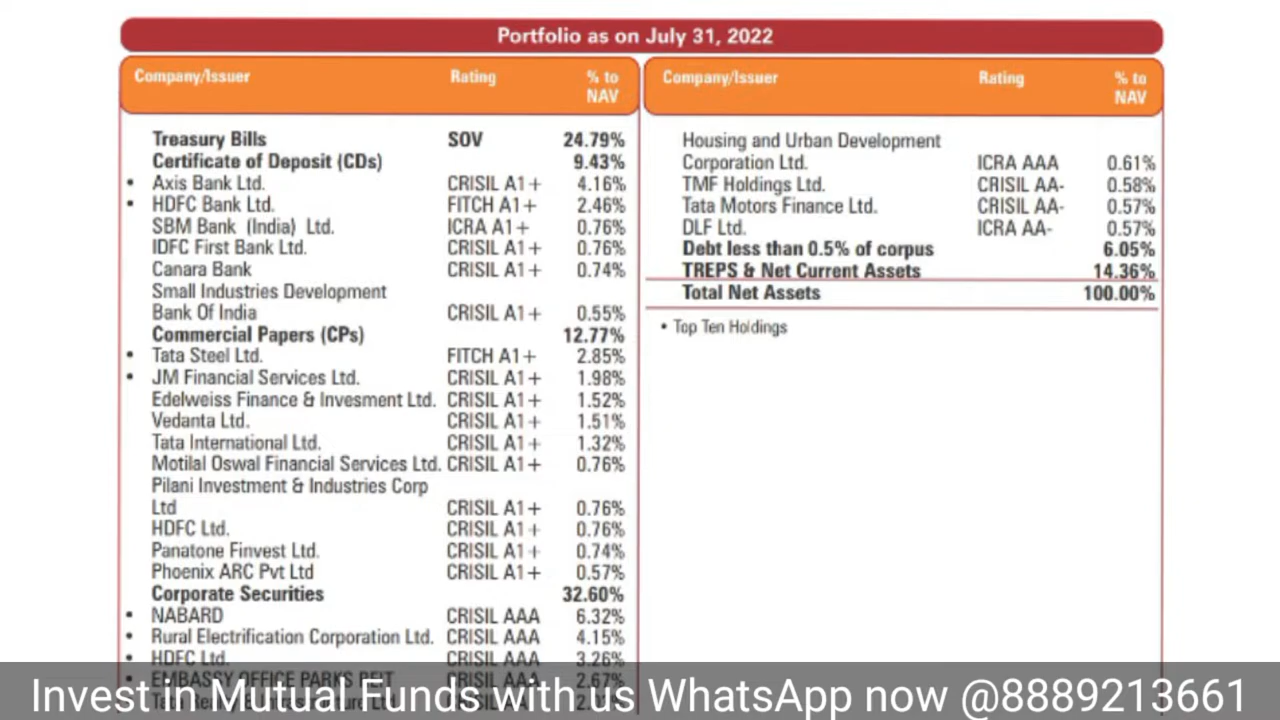 Portfolio as on July 31, 2022
Company/Issuer Rating % to NAV
Treasury Bills SOV 24.79%
Certificate of Deposit (CDs) 9.43%
• Axis Bank Ltd. CRISIL A1+ 4.16%
• HDFC Bank Ltd. FITCH A1+ 2.46%
SBM Bank (India) Ltd. ICRA A1+ 0.76%
IDFC First Bank Ltd. CRISIL A1+ 0.76%
Canara Bank CRISIL A1+ 0.74%
Small Industries Development
Bank Of India CRISIL A1+ 0.55%
Commercial Papers (CPs) 12.77%
• Tata Steel Ltd. FITCH A1+ 2.85%
• JM Financial Services Ltd. CRISIL A1+ 1.98%
Edelweiss Finance & Invesment Ltd. CRISIL A1+ 1.52%
Vedanta Ltd. CRISIL A1+ 1.51%
Tata International Ltd. CRISIL A1+ 1.32%
Motilal Oswal Financial Services Ltd. CRISIL A1+ 0.76%
Pilani Investment & Industries Corp
Ltd CRISIL A1+ 0.76%
HDFC Ltd. CRISIL A1+ 0.76%
Panatone Finvest Ltd. CRISIL A1+ 0.74%
Phoenix ARC Pvt Ltd CRISIL A1+ 0.57%
Corporate Securities 32.60%
• NABARD CRISIL AAA 6.32%
• Rural Electrification Corporation Ltd. CRISIL AAA 4.15%
• HDFC Ltd. CRISIL AAA 3.26%
• EMBASSY OFFICE PARKS REIT CRISIL AAA 2.67%
Company/Issuer Rating % to NAV
Housing and Urban Development
Corporation Ltd. ICRA AAA 0.61%
TMF Holdings Ltd. CRISIL AA- 0.58%
Tata Motors Finance Ltd. CRISIL AA- 0.57%
DLF Ltd. ICRA AA- 0.57%
Debt less than 0.5% of corpus 6.05%
TREPS & Net Current Assets 14.36%
Total Net Assets 100.00%
• Top Ten Holdings
Invest in Mutual Funds with us WhatsApp now @8889213661